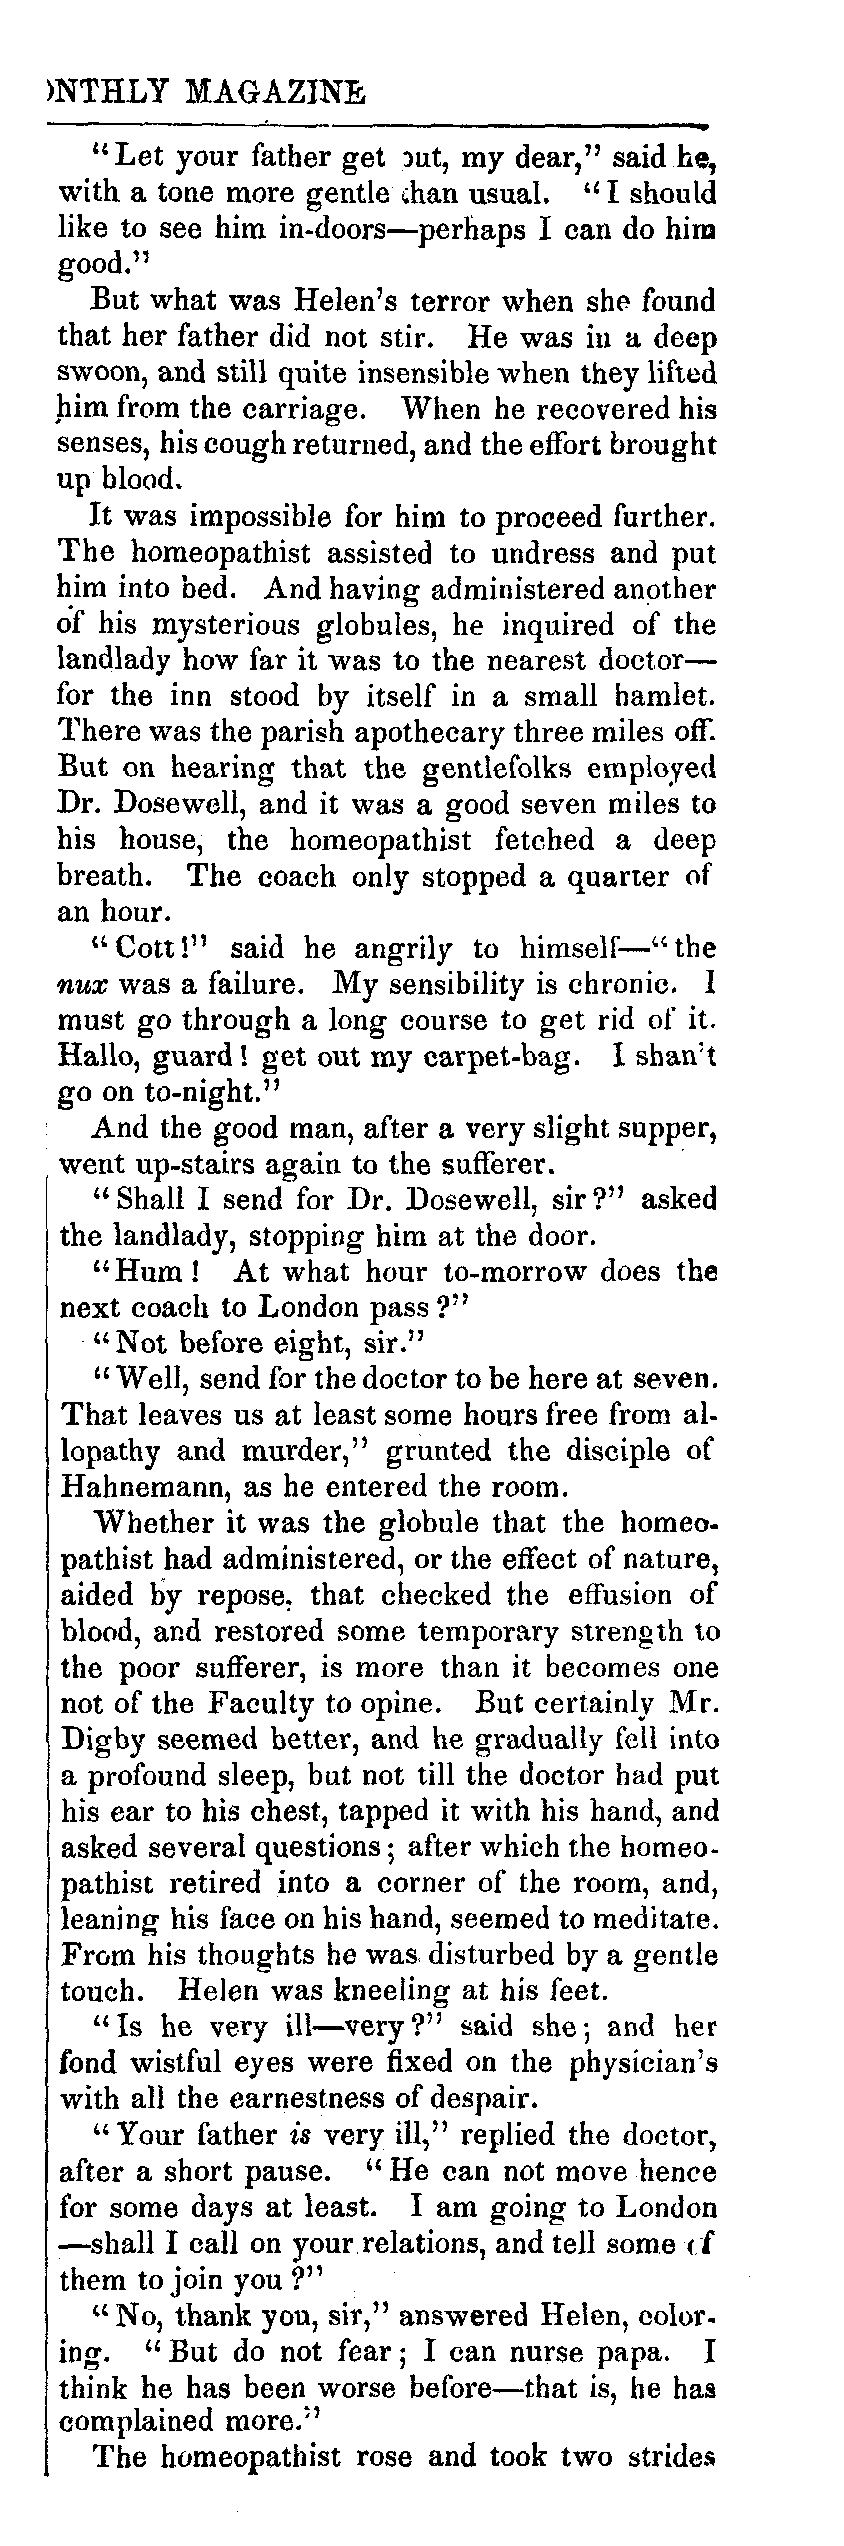 ONTHLY MAGAZINE
"Let your father get out, my dear," said he,
with a tone more gentle than usual. "I should
like to see him in-doors—perhaps I can do him
good."
But what was Helen's terror when she found
that her father did not stir. He was in a deep
swoon, and still quite insensible when they lifted
him from the carriage. When he recovered his
senses, his cough returned, and the effort brought
up blood.
It was impossible for him to proceed further.
The homeopathist assisted to undress and put
him into bed. And having administered another
of his mysterious globules, he inquired of the
landlady how far it was to the nearest doctor—
for the inn stood by itself in a small hamlet.
There was the parish apothecary three miles off.
But on hearing that the gentlefolks employed
Dr. Dosewell, and it was a good seven miles to
his house, the homeopathist fetched a deep
breath. The coach only stopped a quarter of
an hour.
"Cott!" said he angrily to himself—"the
nux was a failure. My sensibility is chronic. I
must go through a long course to get rid of it.
Hallo, guard! get out my carpet-bag. I shan't
go on to-night."
And the good man, after a very slight supper,
went up-stairs again to the sufferer.
"Shall I send for Dr. Dosewell, sir?" asked
the landlady, stopping him at the door.
"Hum! At what hour to-morrow does the
next coach to London pass?"
"Not before eight, sir."
"Well, send for the doctor to be here at seven.
That leaves us at least some hours free from al-
lopathy and murder," grunted the disciple of
Hahnemann, as he entered the room.
Whether it was the globule that the homeo-
pathist had administered, or the effect of nature,
aided by repose, that checked the effusion of
blood, and restored some temporary strength to
the poor sufferer, is more than it becomes one
not of the Faculty to opine. But certainly Mr.
Digby seemed better, and he gradually fell into
a profound sleep, but not till the doctor had put
his ear to his chest, tapped it with his hand, and
asked several questions; after which the homeo-
pathist retired into a corner of the room, and,
leaning his face on his hand, seemed to meditate.
From his thoughts he was disturbed by a gentle
touch. Helen was kneeling at his feet.
"Is he very ill—very?" said she; and her
fond wistful eyes were fixed on the physician's
with all the earnestness of despair.
"Your father is very ill," replied the doctor,
after a short pause. "He can not move hence
for some days at least. I am going to London
—shall I call on your relations, and tell some of
them to join you?"
"No, thank you, sir," answered Helen, color-
ing. "But do not fear; I can nurse papa. I
think he has been worse before—that is, he has
complained more."
The homeopathist rose and took two strides